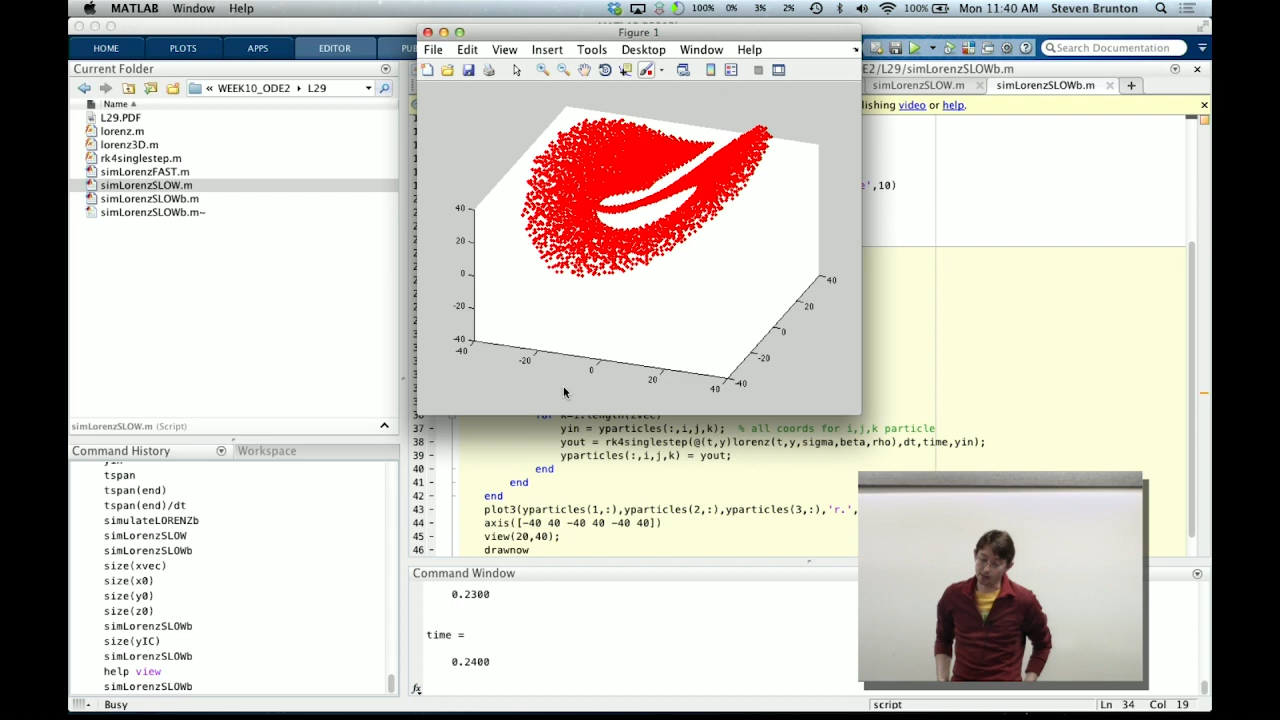 MATLAB Window Help
100% 0% 3% 2% 100% Mon 11:40 AM Steven Brunton
HOME PLOTS APPS EDITOR PUB
Search Documentation
Figure 1
File Edit View Insert Tools Desktop Window Help
Current Folder
E2/L29/simLorenzSLOWb.m
« WEEK10_ODE2 › L29
simLorenzSLOW.m
simLorenzSLOWb.m
Name
lishing video or help.
L29.PDF
lorenz.m
lorenz3D.m
rk4singlestep.m
simLorenzFAST.m
simLorenzSLOW.m
simLorenzSLOWb.m
simLorenzSLOWb.m~
e',10)
40
20
0
-20
-40
-40
-20
0
20
40
-40
-20
0
20
40
simLorenzSLOW.m (Script)
37 yin = yparticles(:,i,j,k); % all coords for i,j,k particle
38 yout = rk4singlestep(@(t,y)lorenz(t,y,sigma,beta,rho),dt,time,yin);
39 yparticles(:,i,j,k) = yout;
40 end
41 end
42 end
43 plot3(yparticles(1,:),yparticles(2,:),yparticles(3,:),'r.',
44 axis([-40 40 -40 40 -40 40])
45 view(20,40);
46 drawnow
Command History Workspace
tspan
tspan(end)
tspan(end)/dt
simulateLORENZb
simLorenzSLOW
simLorenzSLOWb
size(xvec)
size(x0)
size(y0)
size(z0)
simLorenzSLOWb
size(yIC)
simLorenzSLOWb
help view
simLorenzSLOWb
Command Window
0.2300
time =
0.2400
fx
Busy
script Ln 34 Col 19